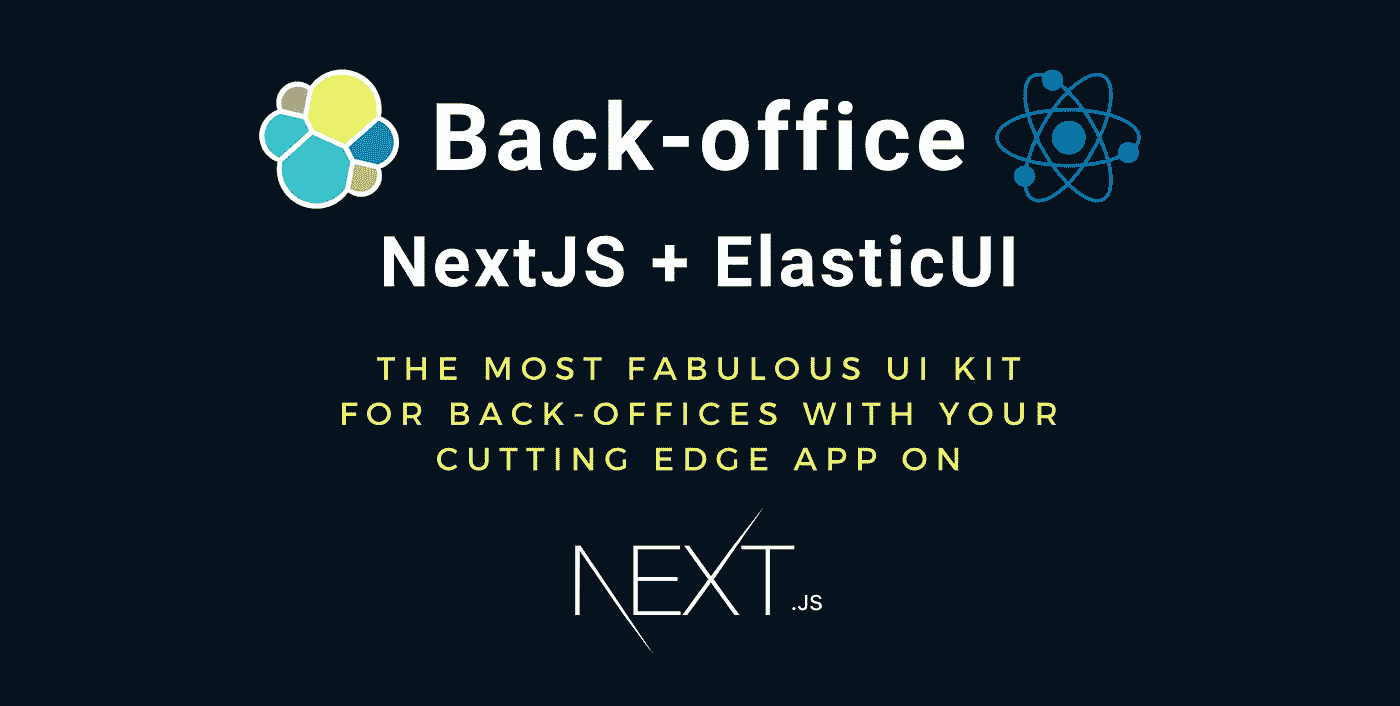 Back-office
NextJS + ElasticUI
THE MOST FABULOUS UI KIT
FOR BACK-OFFICES WITH YOUR
CUTTING EDGE APP ON
NEXT.JS